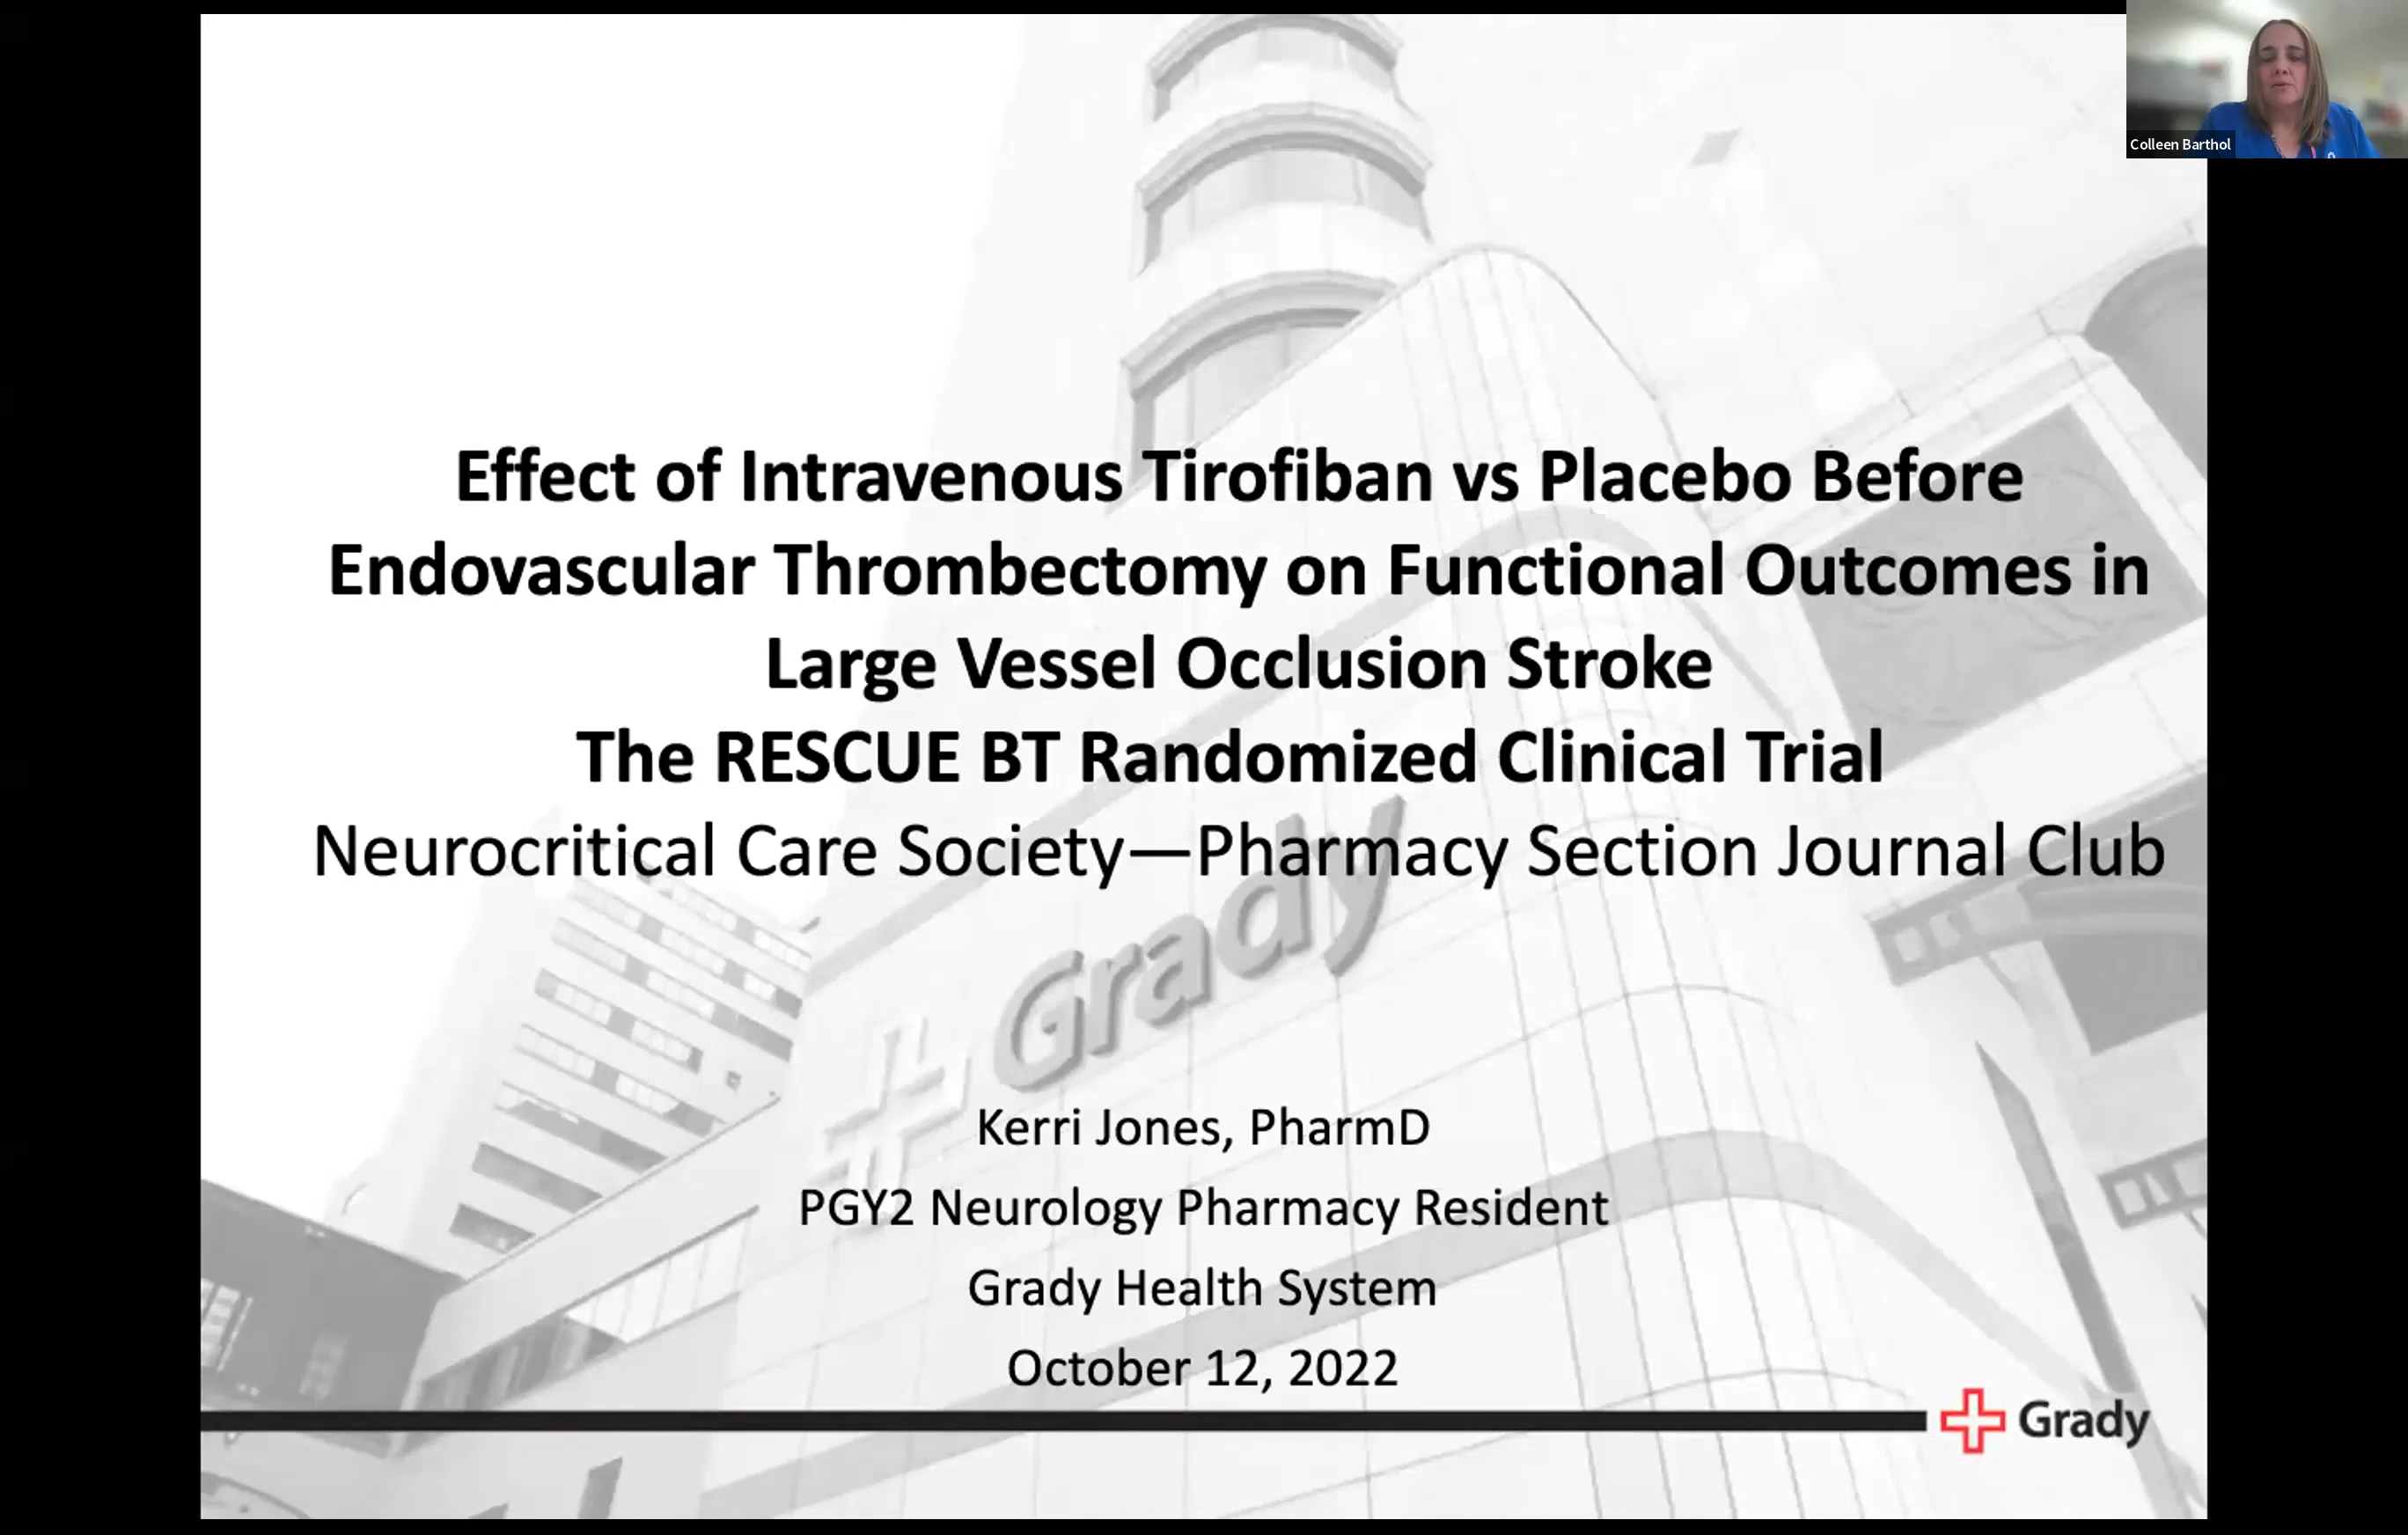 Colleen Barthol
Effect of Intravenous Tirofiban vs Placebo Before
Endovascular Thrombectomy on Functional Outcomes in
Large Vessel Occlusion Stroke
The RESCUE BT Randomized Clinical Trial
Neurocritical Care Society—Pharmacy Section Journal Club
Grady
Kerri Jones, PharmD
PGY2 Neurology Pharmacy Resident
Grady Health System
October 12, 2022
Grady